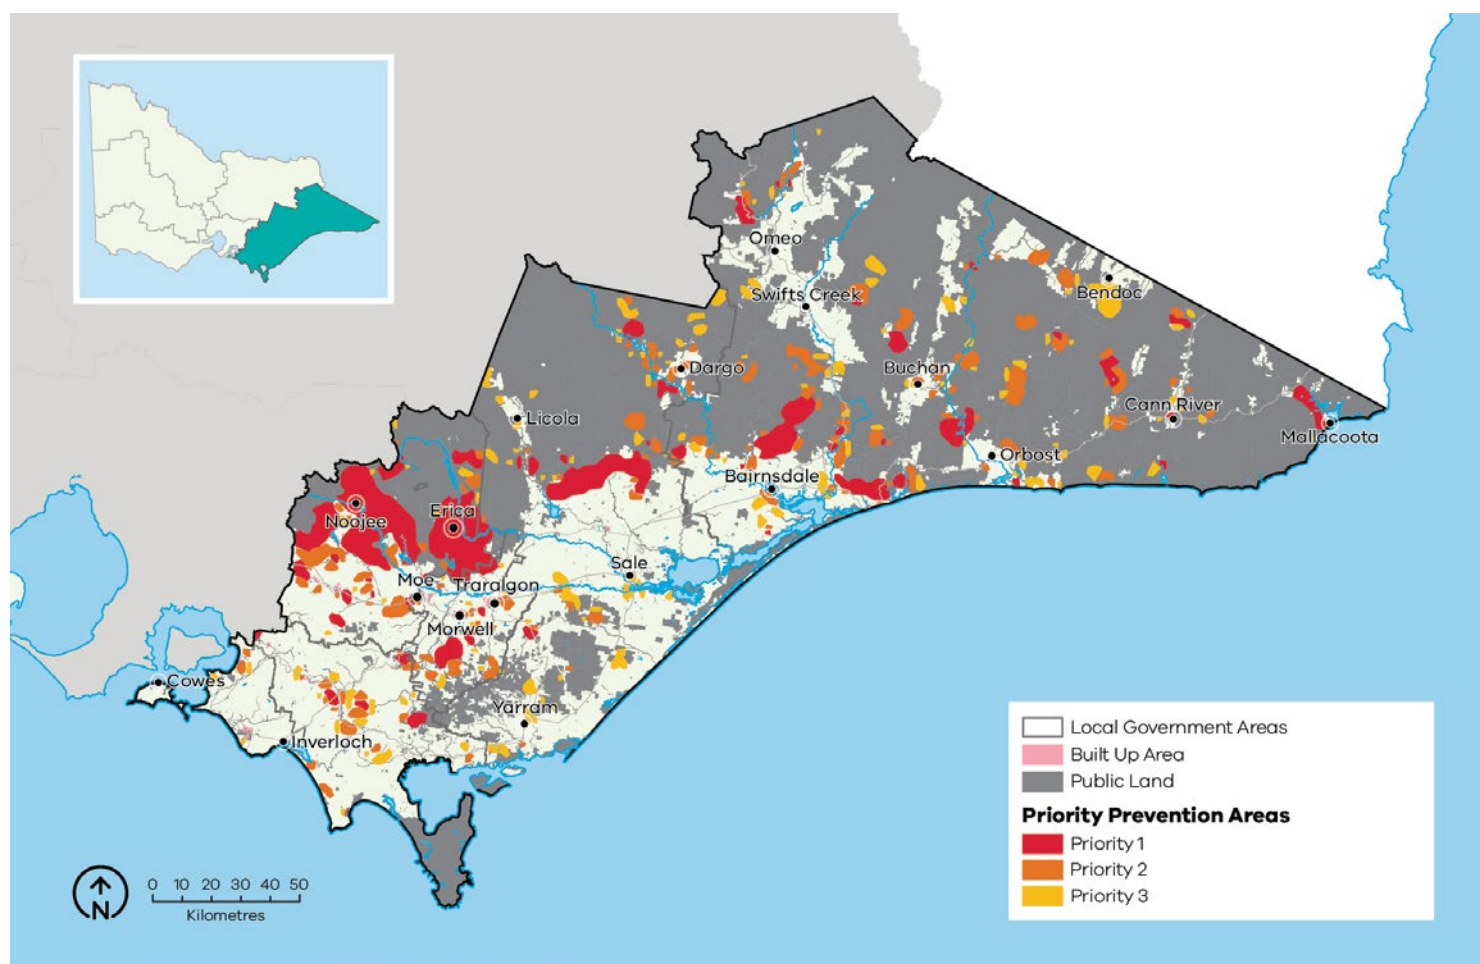 Omeo
Swifts Creek
Bendoc
Dargo
Buchan
Licola
Cann River
Mallacoota
Orbost
Bairnsdale
Noojee
Erica
Sale
Moe
Traralgon
Morwell
Cowes
Yarram
Inverloch
Local Government Areas
Built Up Area
Public Land
Priority Prevention Areas
Priority 1
Priority 2
Priority 3
N
0 10 20 30 40 50
Kilometres